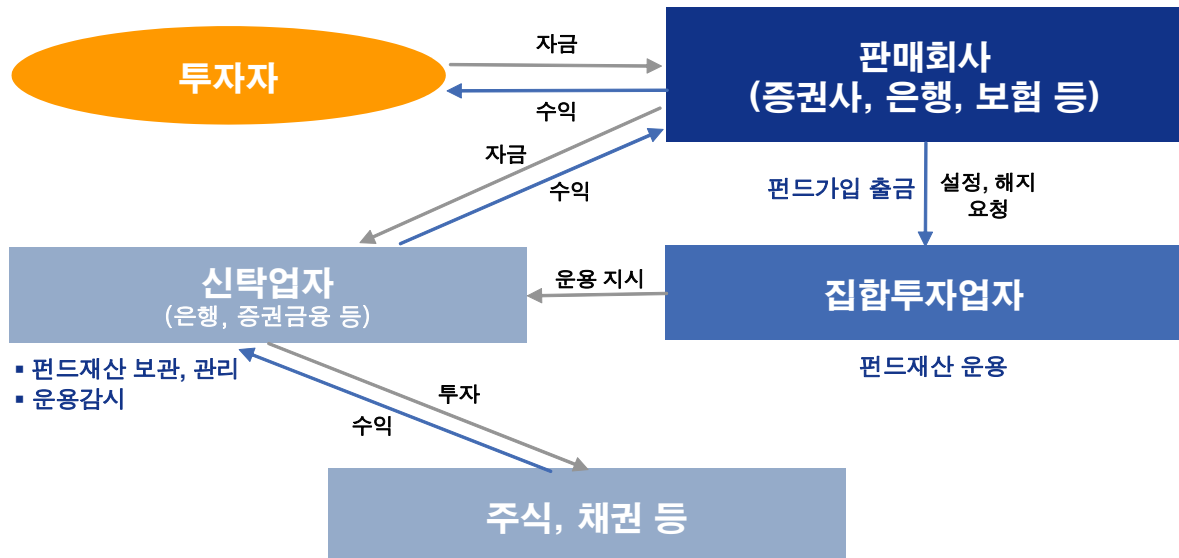 투자자
자금
수익
판매회사
(증권사, 은행, 보험 등)
자금
수익
펀드가입 출금
설정, 해지
요청
신탁업자
(은행, 증권금융 등)
운용 지시
집합투자업자
▪ 펀드재산 보관, 관리
▪ 운용감시
펀드재산 운용
투자
수익
주식, 채권 등